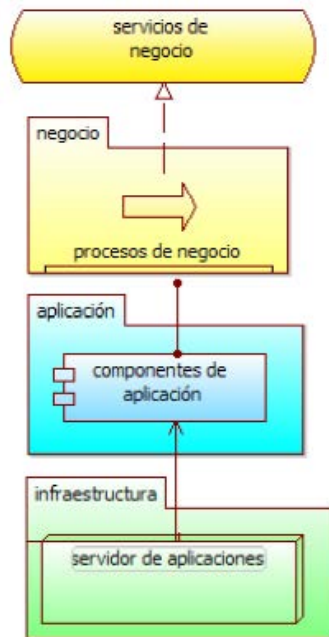 servicios de
negocio
negocio
procesos de negocio
aplicación
componentes de
aplicación
infraestructura
servidor de aplicaciones